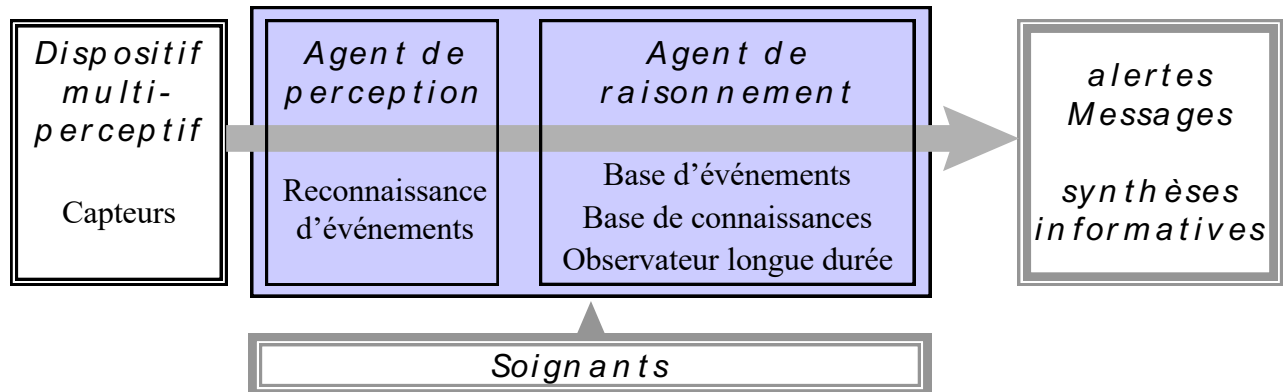 Dispositif
multi-
perceptif
Capteurs
Agent de
perception
Reconnaissance
d’événements
Agent de
raisonnement
Base d’événements
Base de connaissances
Observateur longue durée
alertes
Messages
synthèses
informatives
Soignants